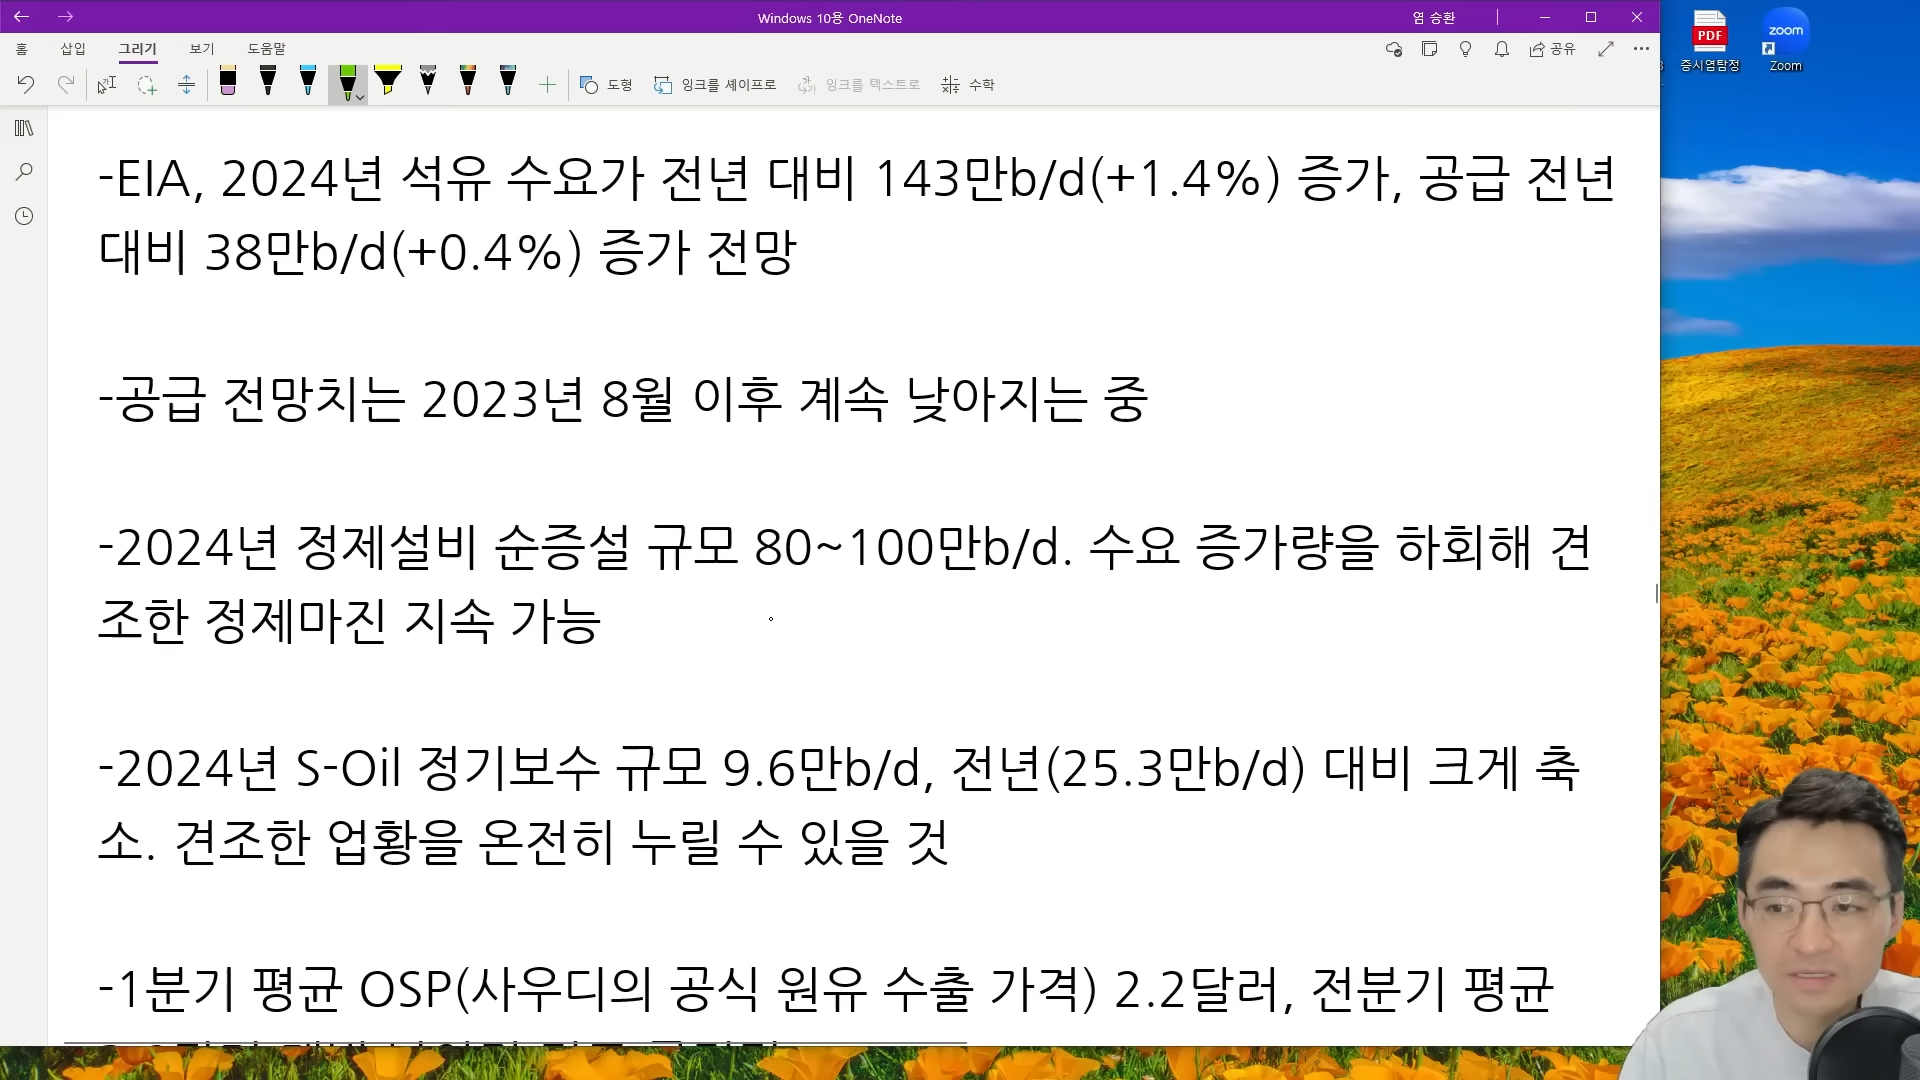 Windows 10용 OneNote
염 승환
홈 삽입 그리기 보기 도움말
공유
도형 잉크를 셰이프로 잉크를 텍스트로 수학
PDF
증시염탐정
zoom
Zoom
-EIA, 2024년 석유 수요가 전년 대비 143만b/d(+1.4%) 증가, 공급 전년
대비 38만b/d(+0.4%) 증가 전망
-공급 전망치는 2023년 8월 이후 계속 낮아지는 중
-2024년 정제설비 순증설 규모 80~100만b/d. 수요 증가량을 하회해 견
조한 정제마진 지속 가능
-2024년 S-Oil 정기보수 규모 9.6만b/d, 전년(25.3만b/d) 대비 크게 축
소. 견조한 업황을 온전히 누릴 수 있을 것
-1분기 평균 OSP(사우디의 공식 원유 수출 가격) 2.2달러, 전분기 평균